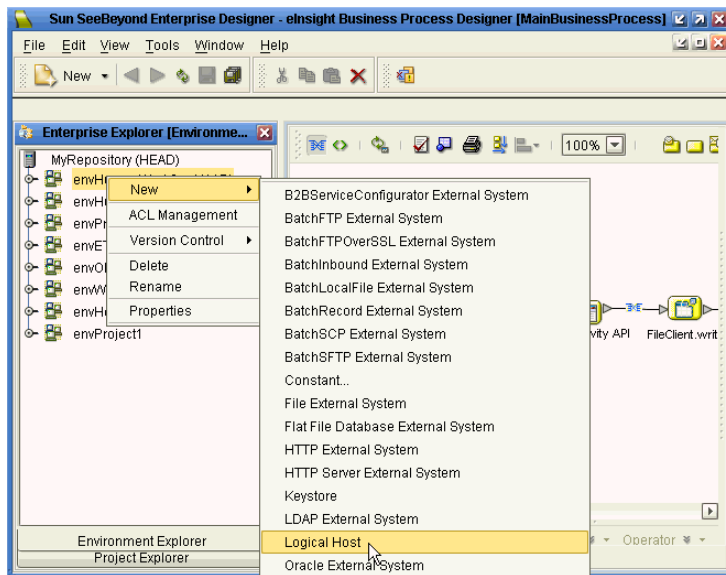 Sun SeeBeyond Enterprise Designer - eInsight Business Process Designer [MainBusinessProcess]
File Edit View Tools Window Help
New
Enterprise Explorer [Environme...
100%
MyRepository (HEAD)
envPr
envProject1
New
ACL Management
Version Control
Delete
Rename
Properties
B2BServiceConfigurator External System
BatchFTP External System
BatchFTPOverSSL External System
BatchInbound External System
BatchLocalFile External System
BatchRecord External System
BatchSCP External System
BatchSFTP External System
Constant...
File External System
Flat File Database External System
HTTP External System
HTTP Server External System
Keystore
LDAP External System
Logical Host
Oracle External System
vity API FileClient.writ
Environment Explorer
Project Explorer
Operator